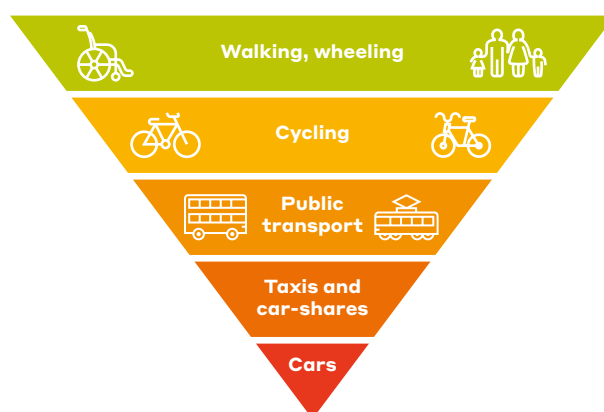 Walking, wheeling
Cycling
Public
transport
Taxis and
car-shares
Cars